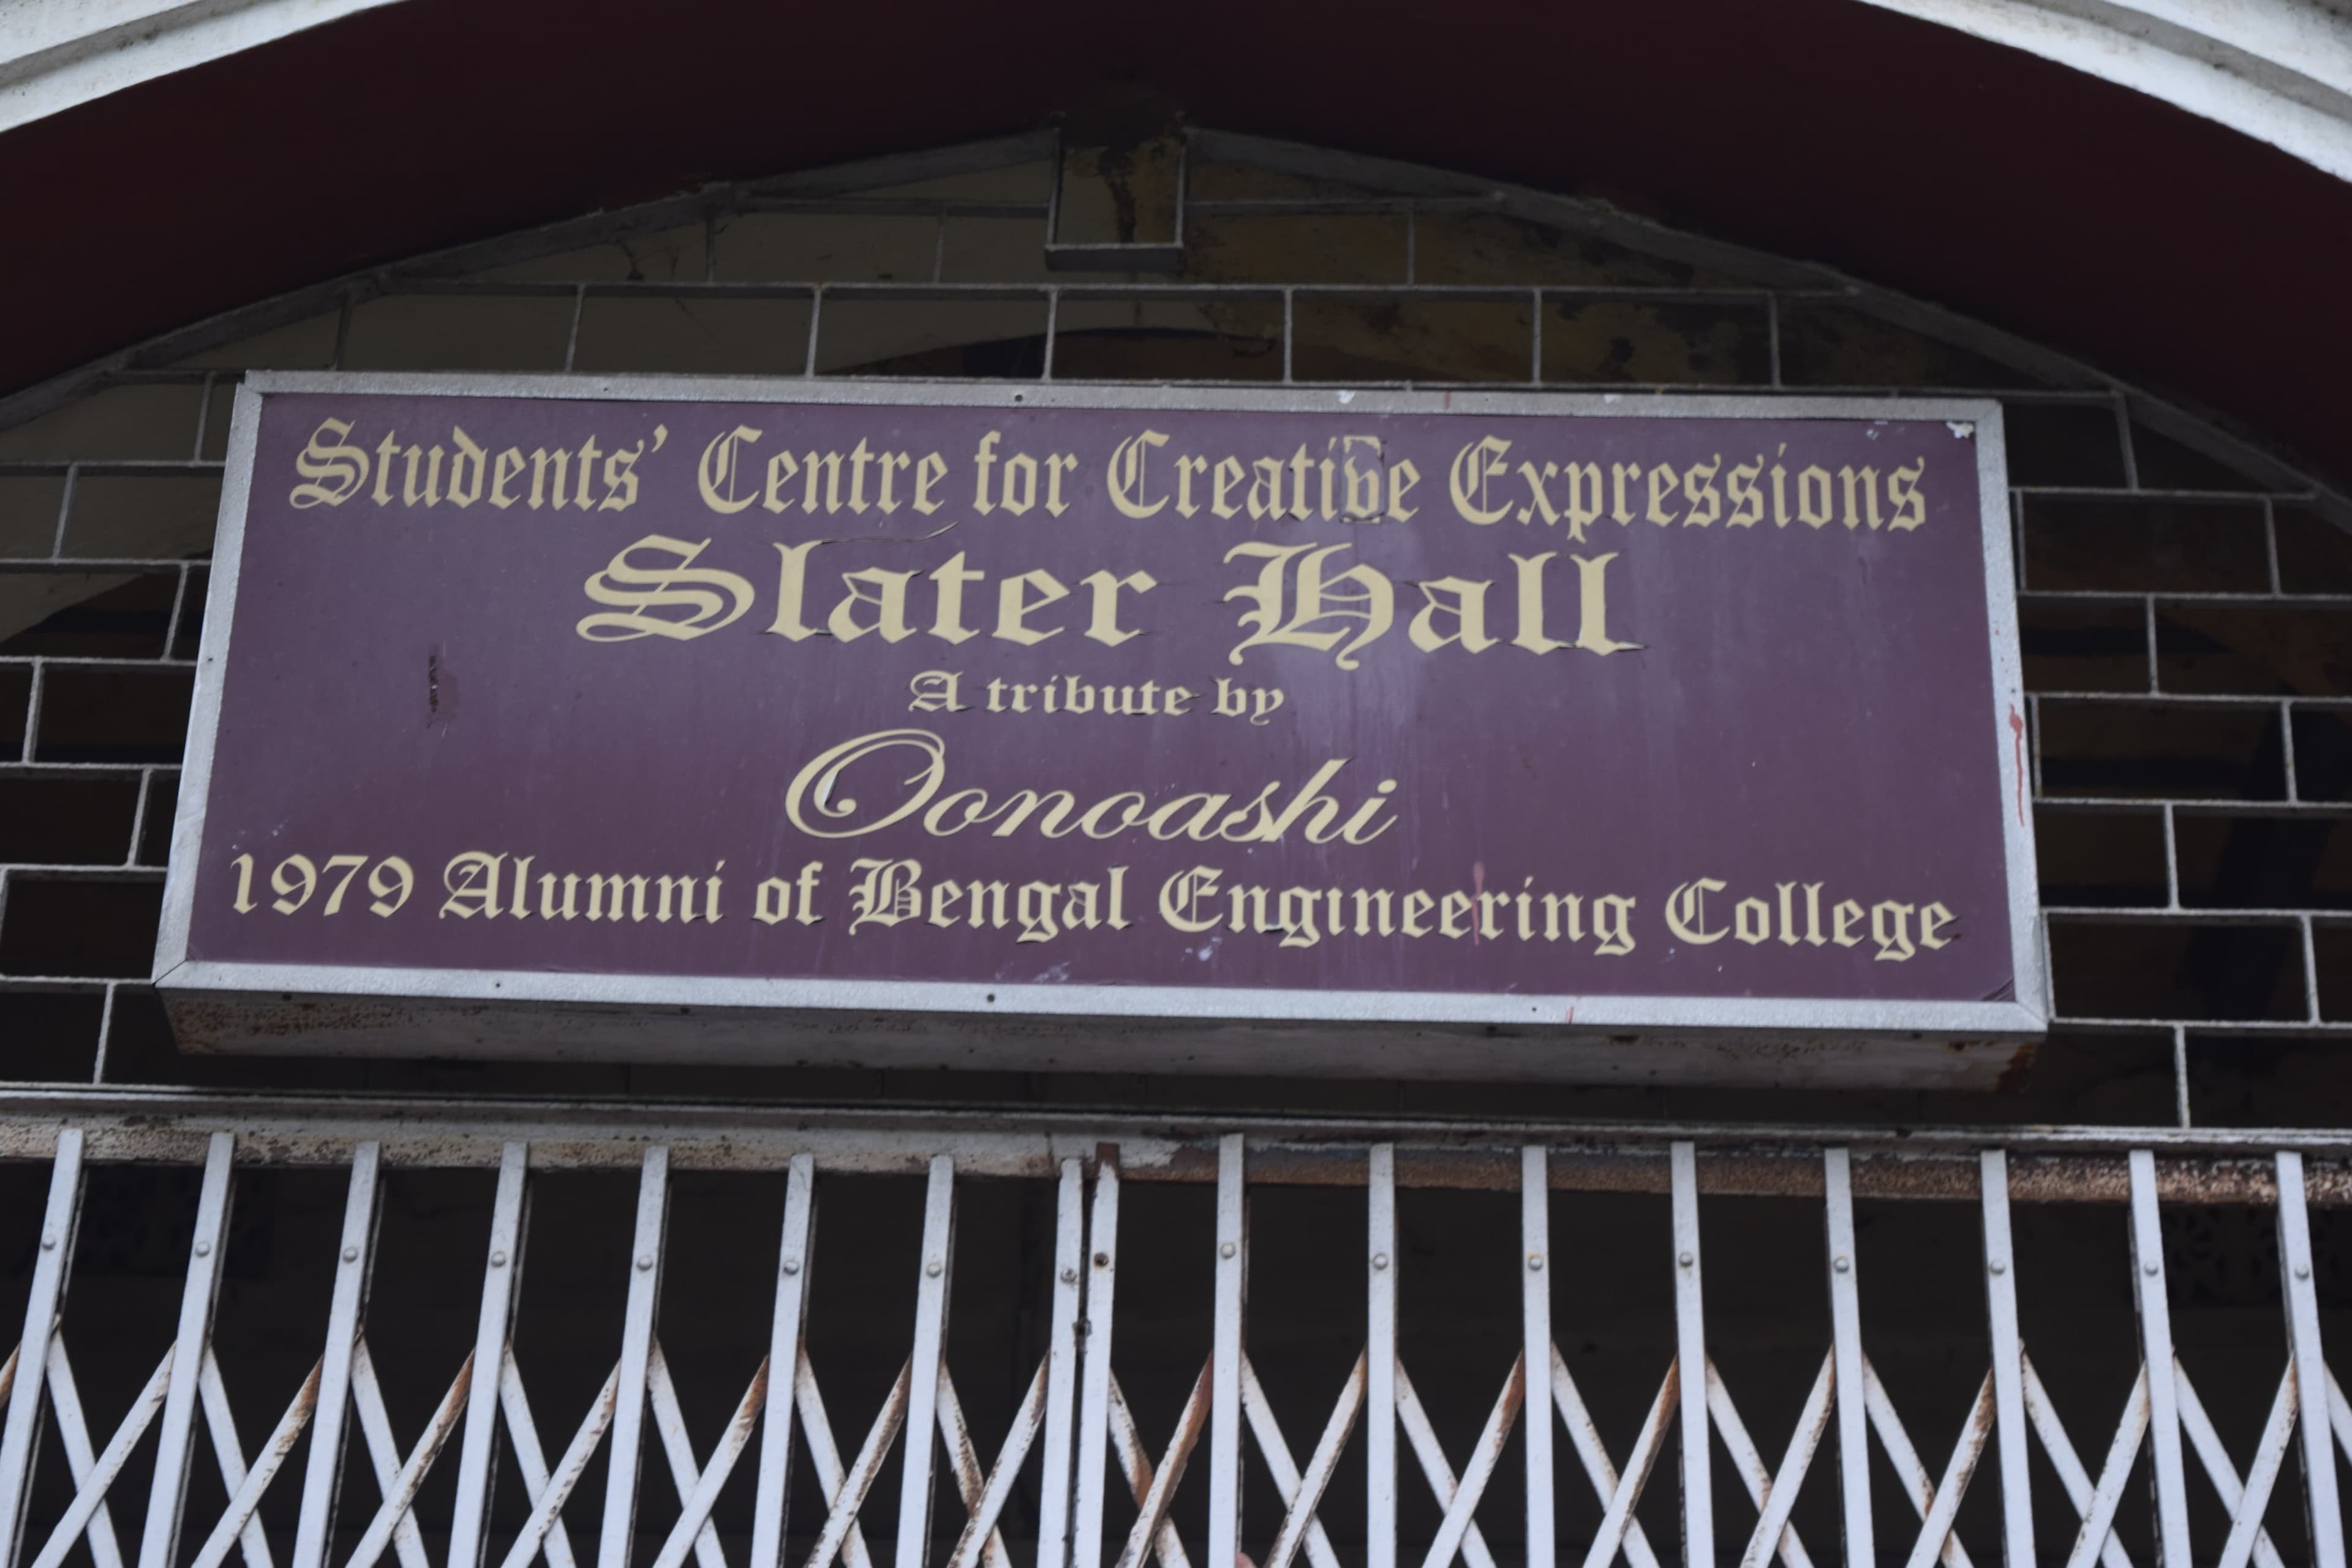 Students' Centre for Creative Expressions
Slater Hall
A tribute by
Oonoashi
1979 Alumni of Bengal Engineering College